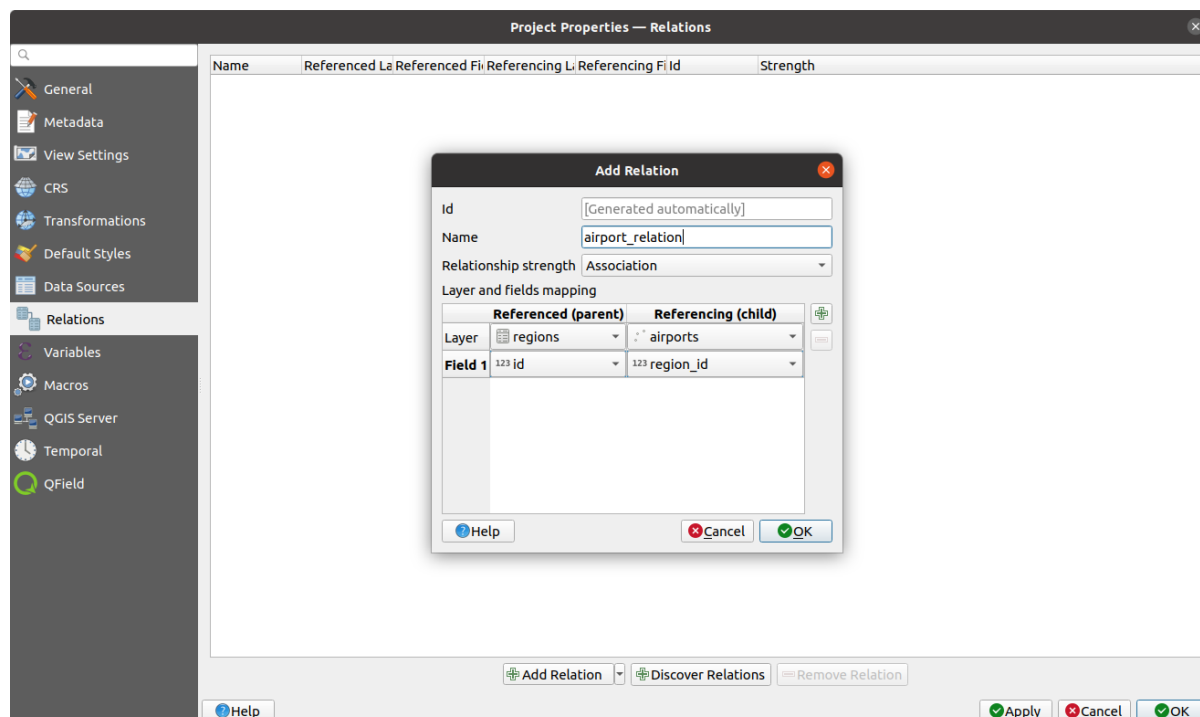 Project Properties — Relations
General
Metadata
View Settings
CRS
Transformations
Default Styles
Data Sources
Relations
Variables
Macros
QGIS Server
Temporal
QField
Name Referenced La Referenced Fi Referencing La Referencing Fi Id Strength
Add Relation
Id [Generated automatically]
Name airport_relation
Relationship strength Association
Layer and fields mapping
Referenced (parent) Referencing (child)
Layer regions airports
Field 1 123 id 123 region_id
Help Cancel OK
Add Relation Discover Relations Remove Relation
Help Apply Cancel OK